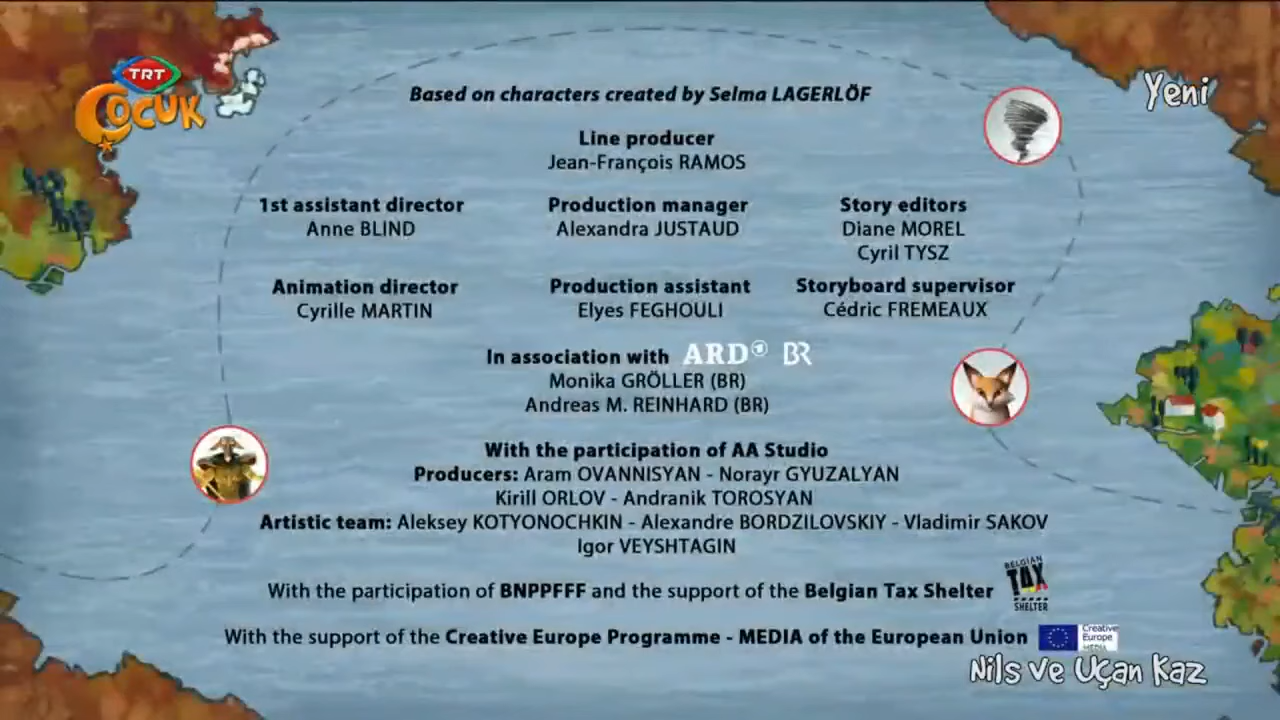 TRT
ÇOCUK
Yeni
Based on characters created by Selma LAGERLÖF
Line producer
Jean-François RAMOS
1st assistant director
Anne BLIND
Production manager
Alexandra JUSTAUD
Story editors
Diane MOREL
Cyril TYSZ
Animation director
Cyrille MARTIN
Production assistant
Elyes FEGHOULI
Storyboard supervisor
Cédric FREMEAUX
In association with ARD BR
Monika GRÖLLER (BR)
Andreas M. REINHARD (BR)
With the participation of AA Studio
Producers: Aram OVANNISYAN - Norayr GYUZALYAN
Kirill ORLOV - Andranik TOROSYAN
Artistic team: Aleksey KOTYONOCHKIN - Alexandre BORDZILOVSKIY - Vladimir SAKOV
Igor VEYSHTAGIN
With the participation of BNPPFFF and the support of the Belgian Tax Shelter
BELGIAN
TAX
SHELTER
With the support of the Creative Europe Programme - MEDIA of the European Union
Creative
Europe
MEDIA
Nils ve Uçan Kaz